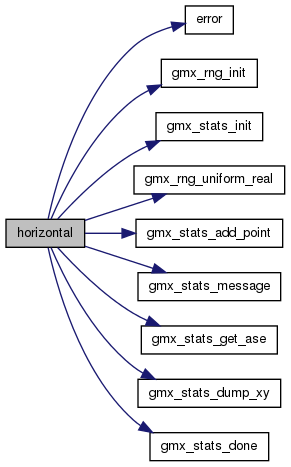 error
gmx_rng_init
gmx_stats_init
gmx_rng_uniform_real
horizontal
gmx_stats_add_point
gmx_stats_message
gmx_stats_get_ase
gmx_stats_dump_xy
gmx_stats_done